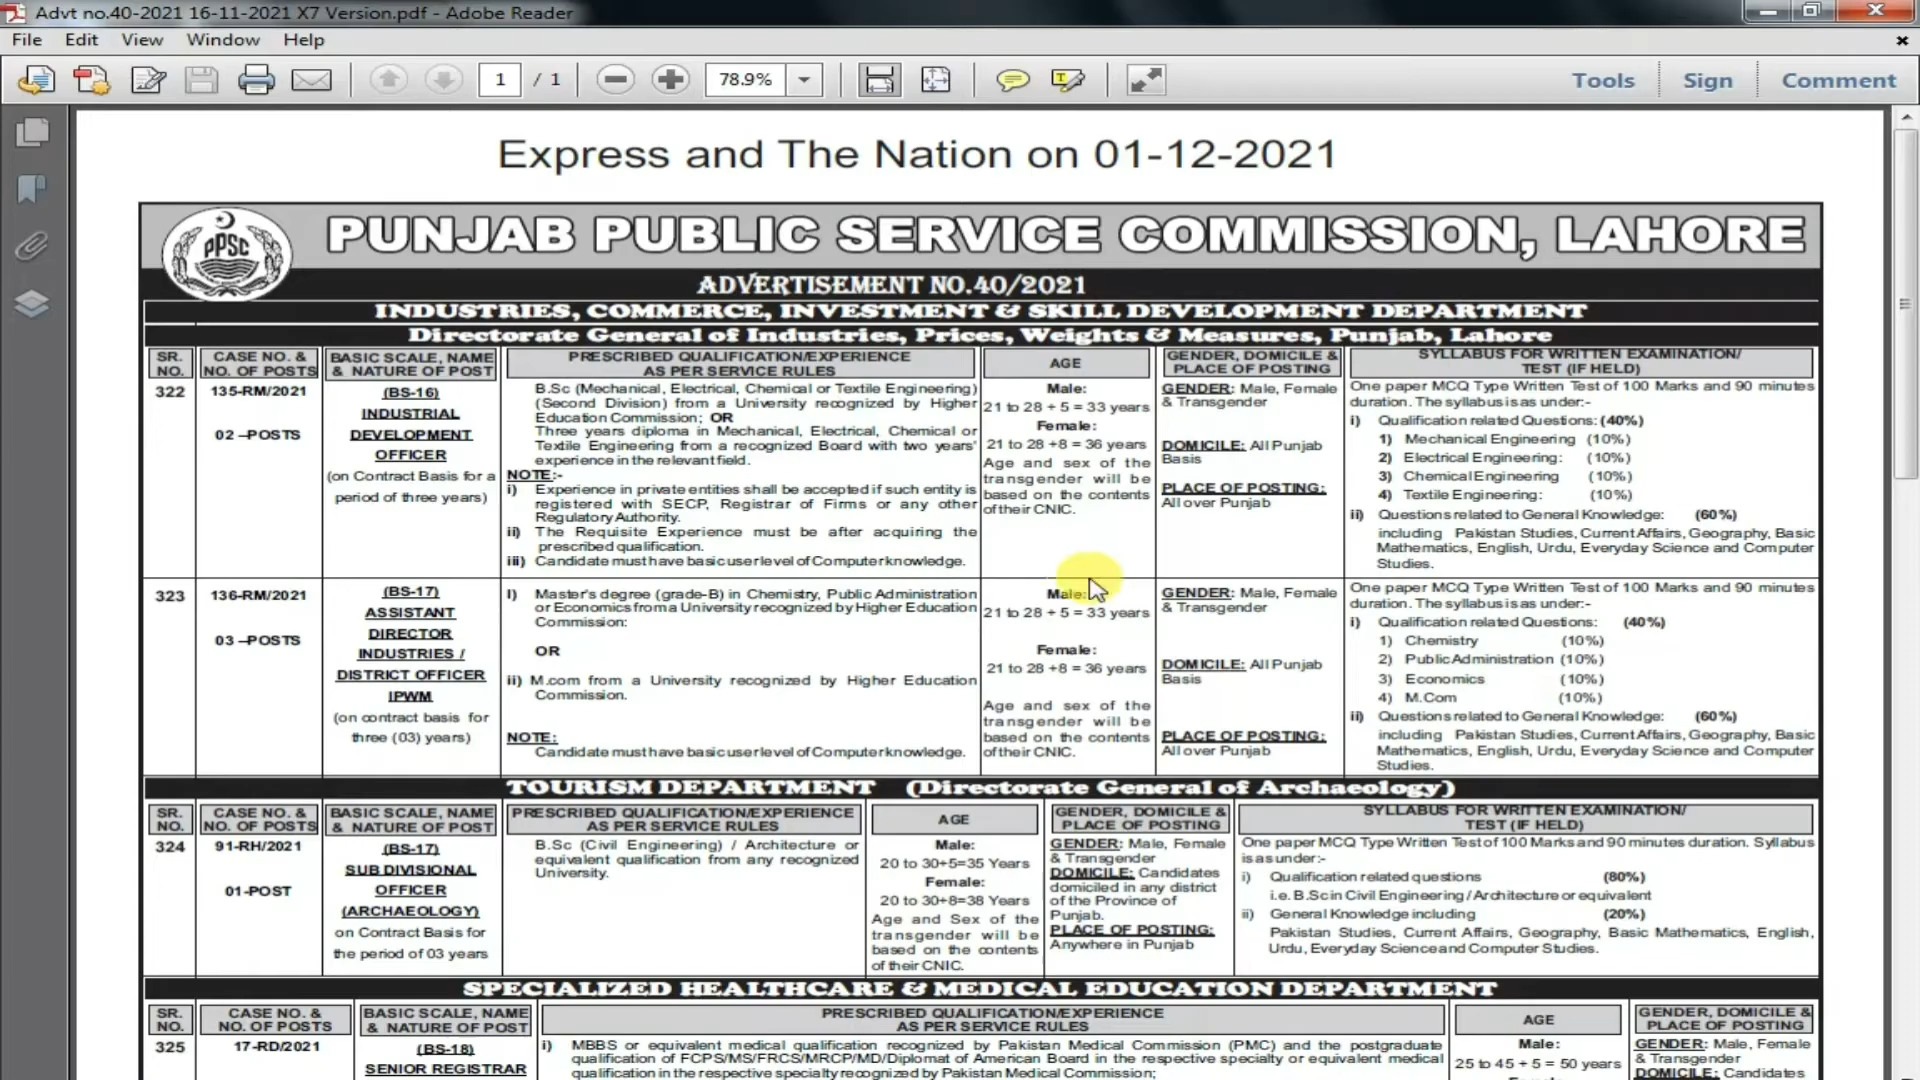 Advt no.40-2021 16-11-2021 X7 Version.pdf - Adobe Reader
File Edit View Window Help
1 / 1 78.9% Tools Sign Comment
Express and The Nation on 01-12-2021
PPSC
PUNJAB PUBLIC SERVICE COMMISSION, LAHORE
ADVERTISEMENT NO.40/2021
INDUSTRIES, COMMERCE, INVESTMENT & SKILL DEVELOPMENT DEPARTMENT
Directorate General of Industries, Prices, Weights & Measures, Punjab, Lahore
SR. NO.
CASE NO. & NO. OF POSTS
BASIC SCALE, NAME & NATURE OF POST
PRESCRIBED QUALIFICATION/EXPERIENCE AS PER SERVICE RULES
AGE
GENDER, DOMICILE & PLACE OF POSTING
SYLLABUS FOR WRITTEN EXAMINATION/ TEST (IF HELD)
322
135-RM/2021
02 –POSTS
(BS-16)
INDUSTRIAL
DEVELOPMENT
OFFICER
(on Contract Basis for a
period of three years)
B.Sc (Mechanical, Electrical, Chemical or Textile Engineering)
(Second Division) from a University recognized by Higher
Education Commission; OR
Three years diploma in Mechanical, Electrical, Chemical or
Textile Engineering from a recognized Board with two years'
experience in the relevant field.
NOTE:-
i) Experience in private entities shall be accepted if such entity is
registered with SECP, Registrar of Firms or any other
Regulatory Authority.
ii) The Requisite Experience must be after acquiring the
prescribed qualification.
iii) Candidate must have basic user level of Computer knowledge.
Male:
21 to 28 + 5 = 33 years
Female:
21 to 28 +8 = 36 years
Age and sex of the
transgender will be
based on the contents
of their CNIC.
GENDER: Male, Female
& Transgender
DOMICILE: All Punjab
Basis
PLACE OF POSTING:
All over Punjab
One paper MCQ Type Written Test of 100 Marks and 90 minutes
duration. The syllabus is as under:-
i) Qualification related Questions: (40%)
1) Mechanical Engineering (10%)
2) Electrical Engineering: (10%)
3) Chemical Engineering (10%)
4) Textile Engineering: (10%)
ii) Questions related to General Knowledge: (60%)
including Pakistan Studies, Current Affairs, Geography, Basic
Mathematics, English, Urdu, Everyday Science and Computer
Studies.
323
136-RM/2021
03 –POSTS
(BS-17)
ASSISTANT
DIRECTOR
INDUSTRIES /
DISTRICT OFFICER
IPWM
(on contract basis for
three (03) years)
I) Master's degree (grade-B) in Chemistry, Public Administration
or Economics from a University recognized by Higher Education
Commission:
OR
ii) M.com from a University recognized by Higher Education
Commission.
NOTE:
Candidate must have basic user level of Computer knowledge.
Male:
21 to 28 + 5 = 33 years
Female:
21 to 28 +8 = 36 years
Age and sex of the
transgender will be
based on the contents
of their CNIC.
GENDER: Male, Female
& Transgender
DOMICILE: All Punjab
Basis
PLACE OF POSTING:
All over Punjab
One paper MCQ Type Written Test of 100 Marks and 90 minutes
duration. The syllabus is as under:-
i) Qualification related Questions: (40%)
1) Chemistry (10%)
2) Public Administration (10%)
3) Economics (10%)
4) M.Com (10%)
ii) Questions related to General Knowledge: (60%)
including Pakistan Studies, Current Affairs, Geography, Basic
Mathematics, English, Urdu, Everyday Science and Computer
Studies.
TOURISM DEPARTMENT (Directorate General of Archaeology)
SR. NO.
CASE NO. & NO. OF POSTS
BASIC SCALE, NAME & NATURE OF POST
PRESCRIBED QUALIFICATION/EXPERIENCE AS PER SERVICE RULES
AGE
GENDER, DOMICILE & PLACE OF POSTING
SYLLABUS FOR WRITTEN EXAMINATION/ TEST (IF HELD)
324
91-RH/2021
01-POST
(BS-17)
SUB DIVISIONAL
OFFICER
(ARCHAEOLOGY)
on Contract Basis for
the period of 03 years
B.Sc (Civil Engineering) / Architecture or
equivalent qualification from any recognized
University.
Male:
20 to 30+5=35 Years
Female:
20 to 30+8=38 Years
Age and Sex of the
transgender will be
based on the contents
of their CNIC.
GENDER: Male, Female
& Transgender
DOMICILE: Candidates
domiciled in any district
of the Province of
Punjab.
PLACE OF POSTING:
Anywhere in Punjab
One paper MCQ Type Written Test of 100 Marks and 90 minutes duration. Syllabus
is as under:-
i) Qualification related questions (80%)
i.e. B.Sc in Civil Engineering / Architecture or equivalent
ii) General Knowledge including (20%)
Pakistan Studies, Current Affairs, Geography, Basic Mathematics, English,
Urdu, Everyday Science and Computer Studies.
SPECIALIZED HEALTHCARE & MEDICAL EDUCATION DEPARTMENT
SR. NO.
CASE NO. & NO. OF POSTS
BASIC SCALE, NAME & NATURE OF POST
PRESCRIBED QUALIFICATION/EXPERIENCE AS PER SERVICE RULES
AGE
GENDER, DOMICILE & PLACE OF POSTING
325
17-RD/2021
(BS-18)
SENIOR REGISTRAR
i) MBBS or equivalent medical qualification recognized by Pakistan Medical Commission (PMC) and the postgraduate
qualification of FCPS/MS/FRCS/MRCP/MD/Diplomat of American Board in the respective specialty or equivalent medical
qualification in the respective specialty recognized by Pakistan Medical Commission;
Male:
25 to 45 + 5 = 50 years
GENDER: Male, Female
& Transgender
DOMICILE: Candidates